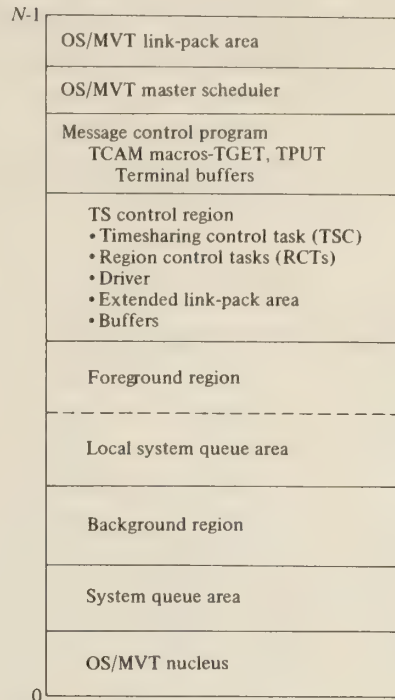 N-1
OS/MVT link-pack area
OS/MVT master scheduler
Message control program
TCAM macros-TGET, TPUT
Terminal buffers
TS control region
• Timesharing control task (TSC)
• Region control tasks (RCTs)
• Driver
• Extended link-pack area
• Buffers
Foreground region
Local system queue area
Background region
System queue area
OS/MVT nucleus
0